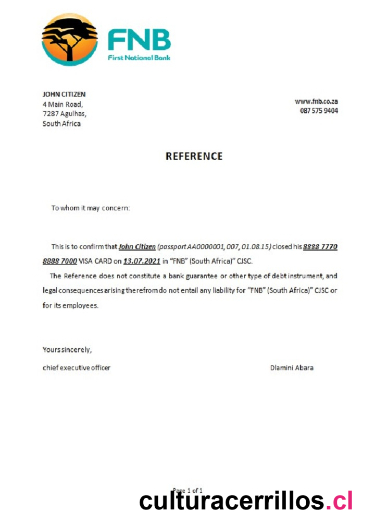 FNB
First National Bank
JOHN CITIZEN
4 Main Road,
7287 Agulhas,
South Africa
www.fnb.co.za
087 575 9404
REFERENCE
To whom it may concern:
This is to confirm that John Citizen (passport AA0000001, 007, 01.08.15) closed his 8888 7770
8888 7000 VISA CARD on 13.07.2021 in "FNB" (South Africa)" CJSC.
The Reference does not constitute a bank guarantee or other type of debt instrument, and
legal consequences arising therefrom do not entail any liability for "FNB" (South Africa)" CJSC or
for its employees.
Yours sincerely,
chief executive officer
Dlamini Abara
Page 1 of 1
culturacerrillos.cl